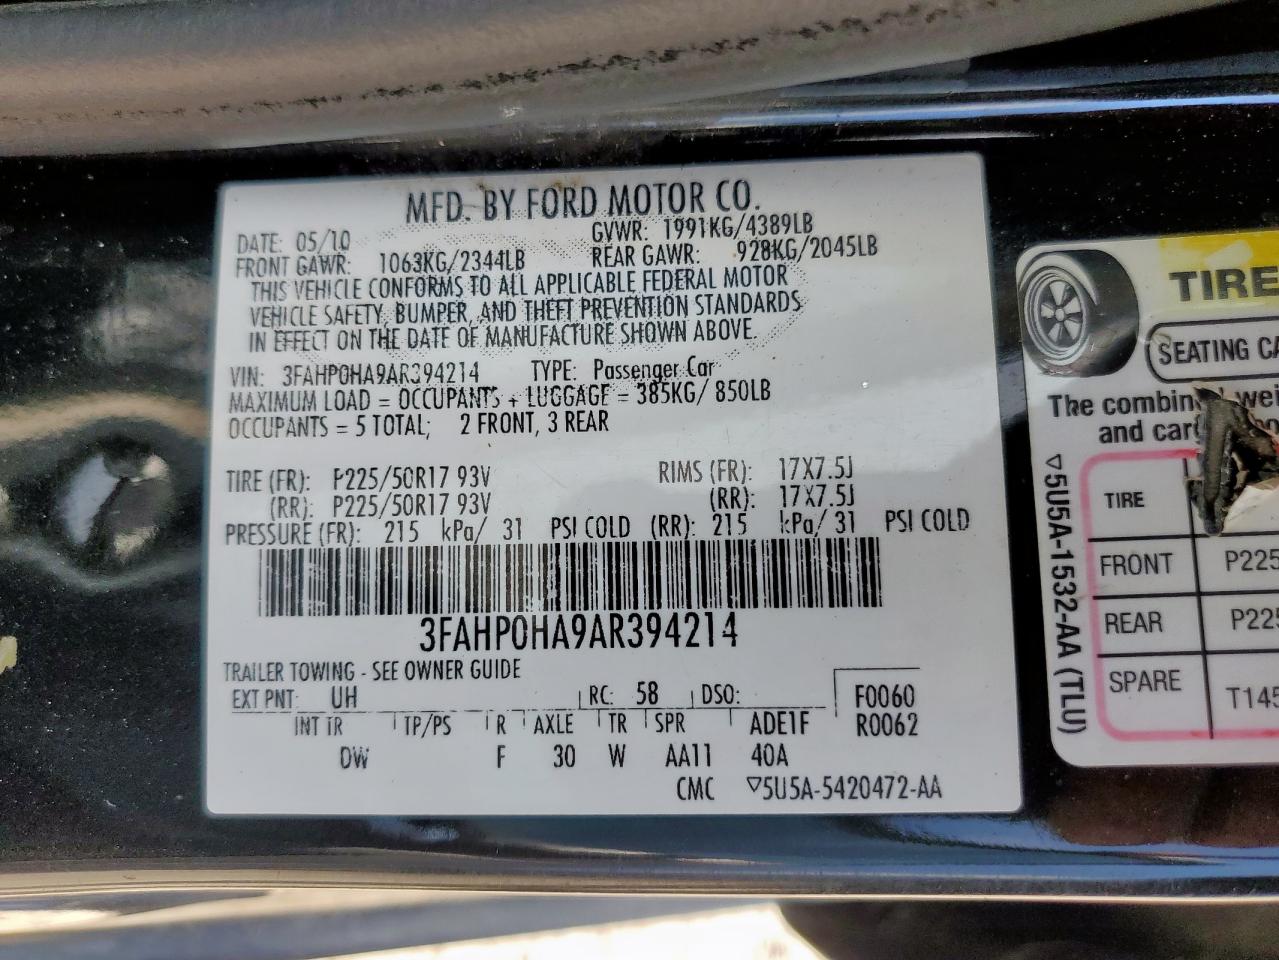 MFD. BY FORD MOTOR CO.
DATE: 05/10 GVWR: 1991KG/4389LB
FRONT GAWR: 1063KG/2344LB REAR GAWR: 928KG/2045LB
THIS VEHICLE CONFORMS TO ALL APPLICABLE FEDERAL MOTOR
VEHICLE SAFETY, BUMPER, AND THEFT PREVENTION STANDARDS
IN EFFECT ON THE DATE OF MANUFACTURE SHOWN ABOVE.
VIN: 3FAHP0HA9AR394214 TYPE: Passenger Car
MAXIMUM LOAD = OCCUPANTS + LUGGAGE = 385KG/ 850LB
OCCUPANTS = 5 TOTAL; 2 FRONT, 3 REAR
TIRE (FR): P225/50R17 93V RIMS (FR): 17X7.5J
(RR): P225/50R17 93V (RR): 17X7.5J
PRESSURE (FR): 215 kPa/ 31 PSI COLD (RR): 215 kPa/ 31 PSI COLD
3FAHP0HA9AR394214
TRAILER TOWING - SEE OWNER GUIDE
EXT PNT: UH RC: 58 DSO: F0060
INT TR TP/PS R AXLE TR SPR ADE1F R0062
DW F 30 W AA11 40A
CMC ▽5U5A-5420472-AA
TIRE
SEATING CA
The combin wei
and car
TIRE
FRONT P225
REAR P225
SPARE T145
▽5U5A-1532-AA (TLU)